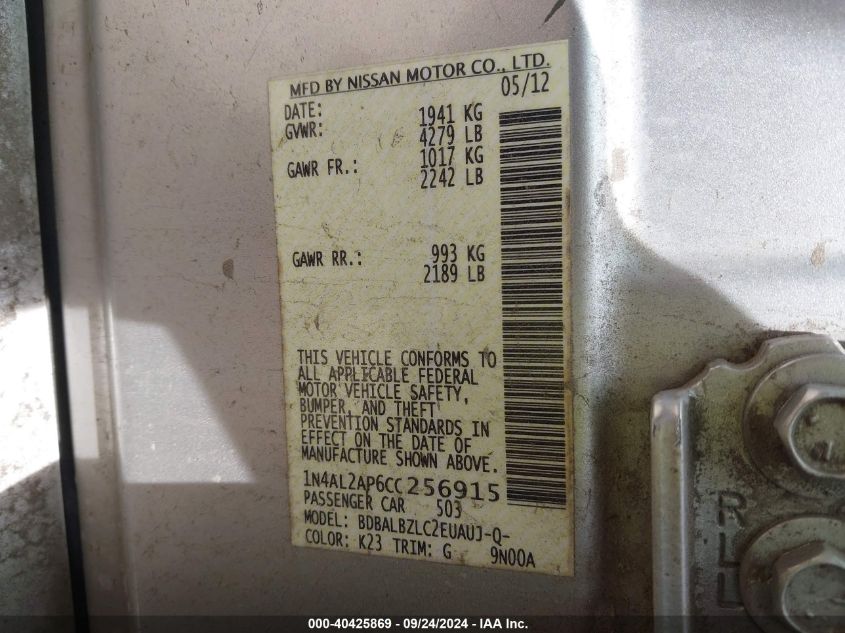 MFD BY NISSAN MOTOR CO., LTD.
DATE: 05/12
GVWR: 1941 KG
4279 LB
GAWR FR.: 1017 KG
2242 LB
GAWR RR.: 993 KG
2189 LB
THIS VEHICLE CONFORMS TO
ALL APPLICABLE FEDERAL
MOTOR VEHICLE SAFETY,
BUMPER, AND THEFT
PREVENTION STANDARDS IN
EFFECT ON THE DATE OF
MANUFACTURE SHOWN ABOVE.
1N4AL2AP6CC256915
PASSENGER CAR 503
MODEL: BDBALBZLC2EUAUJ-Q-
COLOR: K23 TRIM: G 9N00A
000-40425869 / 09/24/2024 - IAA Inc.